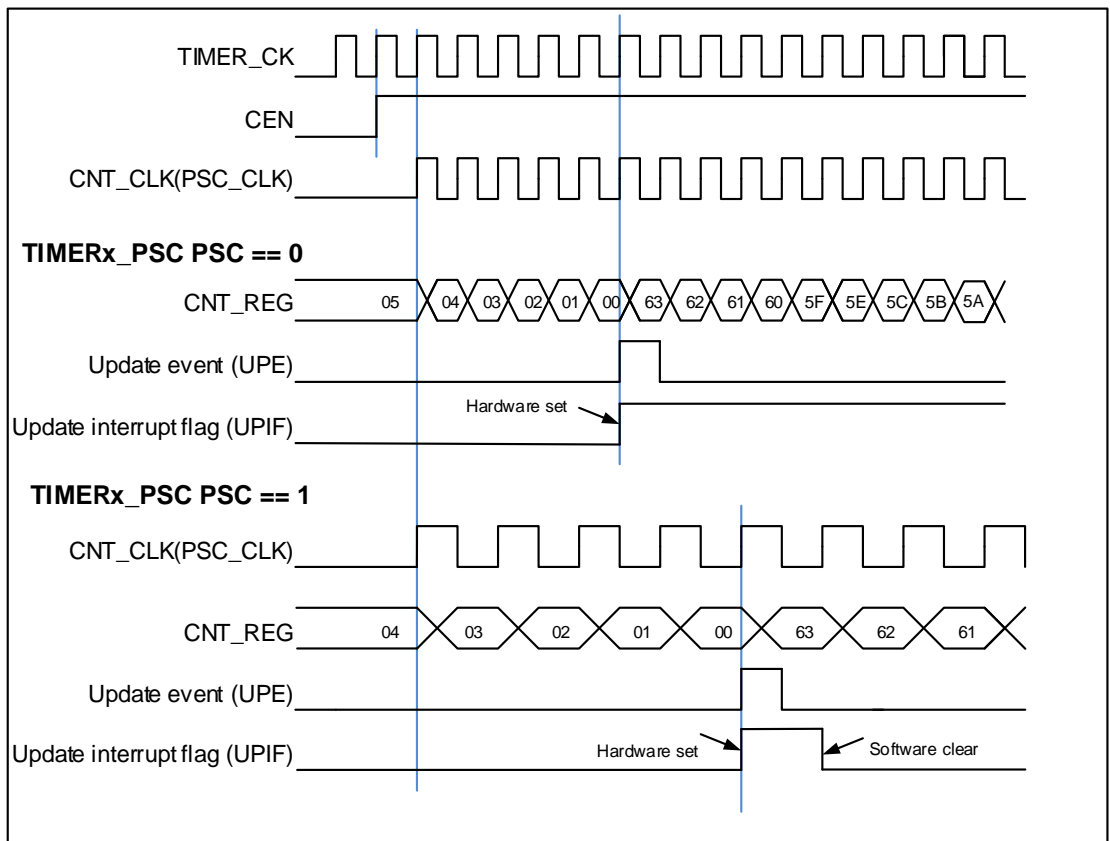 TIMER_CK
CEN
CNT_CLK(PSC_CLK)
TIMERx_PSC PSC == 0
CNT_REG 05 04 03 02 01 00 63 62 61 60 5F 5E 5C 5B 5A
Update event (UPE)
Hardware set
Update interrupt flag (UPIF)
TIMERx_PSC PSC == 1
CNT_CLK(PSC_CLK)
CNT_REG 04 03 02 01 00 63 62 61
Update event (UPE)
Update interrupt flag (UPIF) Hardware set Software clear